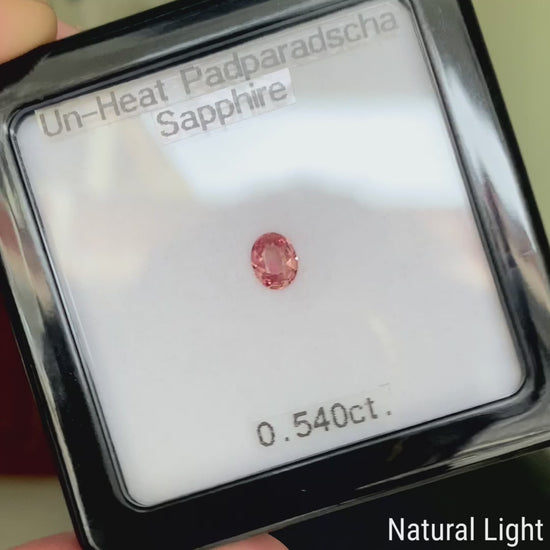 Un-Heat Padparadscha
Sapphire
0.540ct.
Natural Light